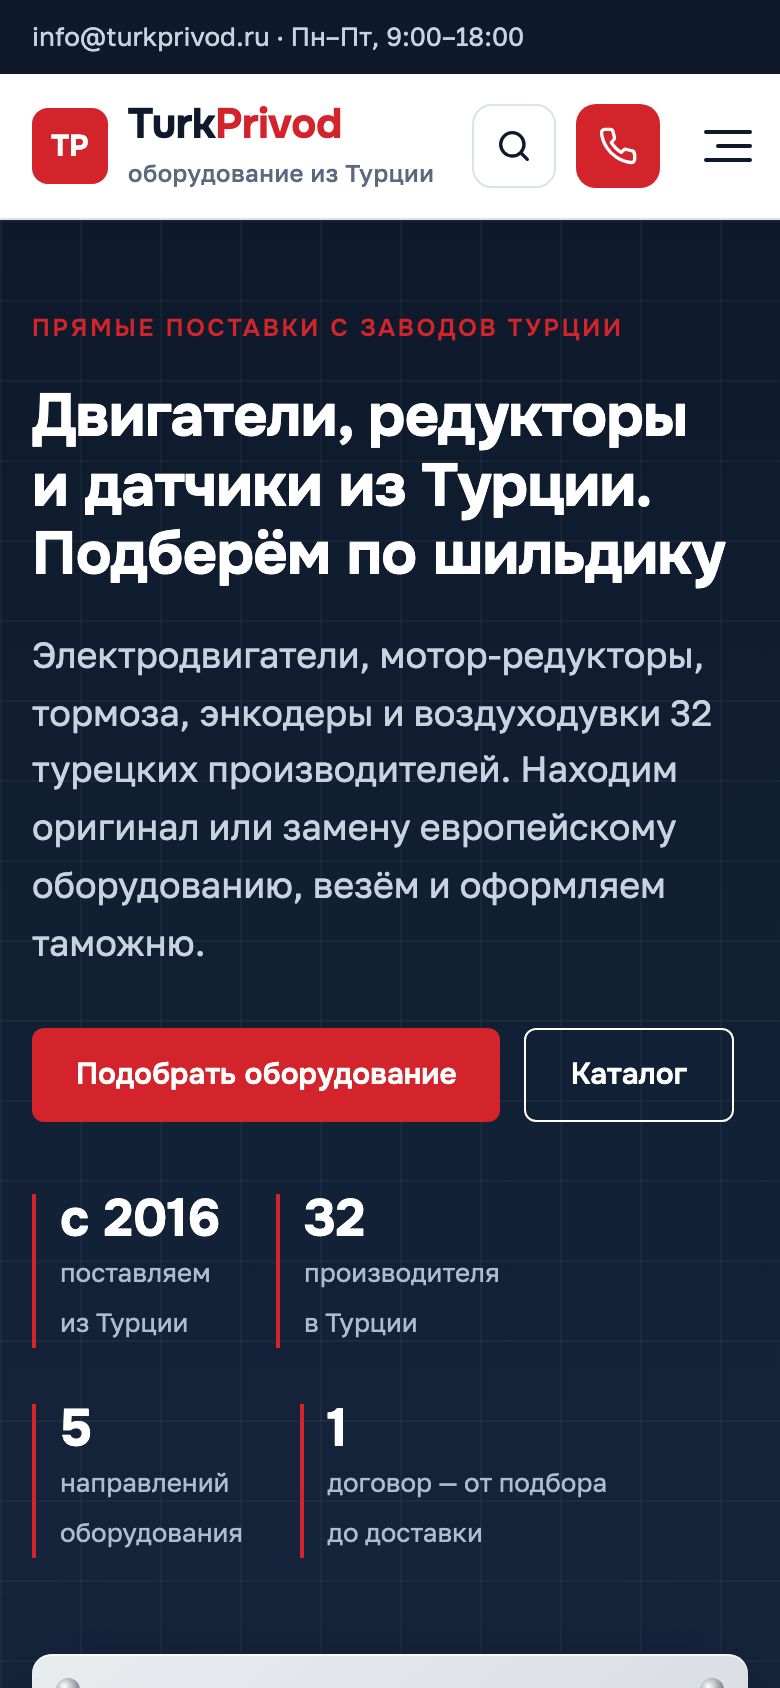 info@turkprivod.ru · Пн–Пт, 9:00–18:00
TP
TurkPrivod
оборудование из Турции
ПРЯМЫЕ ПОСТАВКИ С ЗАВОДОВ ТУРЦИИ
Двигатели, редукторы
и датчики из Турции.
Подберём по шильдику
Электродвигатели, мотор-редукторы,
тормоза, энкодеры и воздуходувки 32
турецких производителей. Находим
оригинал или замену европейскому
оборудованию, везём и оформляем
таможню.
Подобрать оборудование
Каталог
с 2016
поставляем
из Турции
32
производителя
в Турции
5
направлений
оборудования
1
договор — от подбора
до доставки